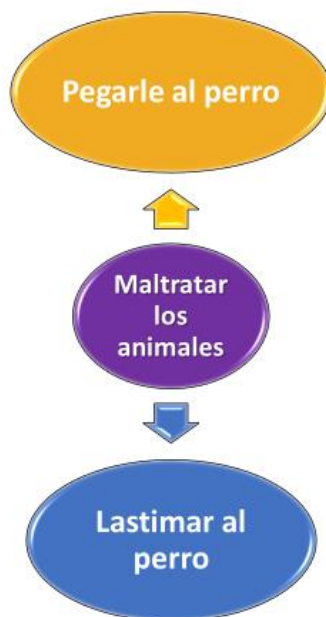 Pegarle al perro
Maltratar
los
animales
Lastimar al
perro